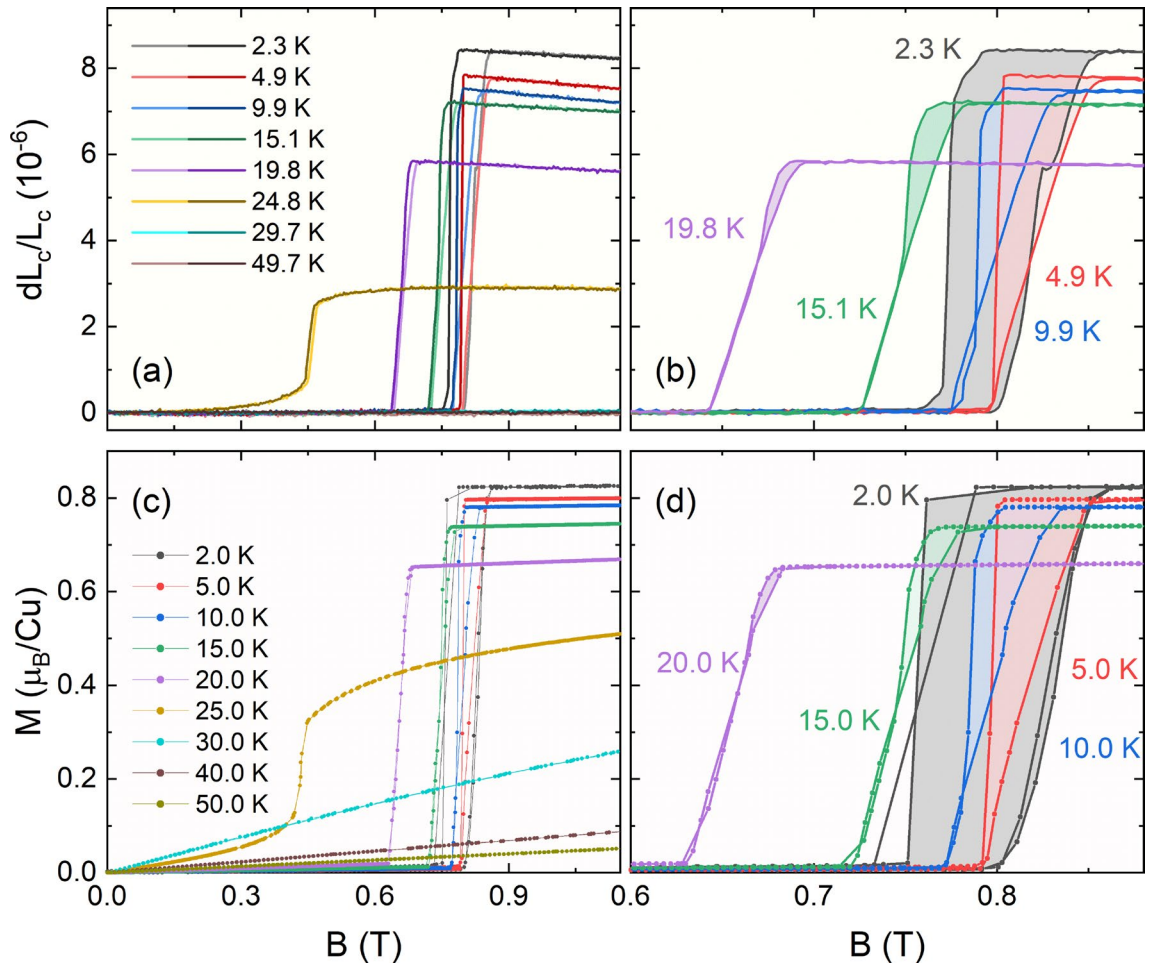 dL_c/L_c (10^-6)
8
6
4
2
0
2.3 K
4.9 K
9.9 K
15.1 K
19.8 K
24.8 K
29.7 K
49.7 K
(a)
2.3 K
19.8 K
15.1 K
4.9 K
9.9 K
(b)
M (μ_B/Cu)
0.8
0.6
0.4
0.2
0.0
(c)
2.0 K
5.0 K
10.0 K
15.0 K
20.0 K
25.0 K
30.0 K
40.0 K
50.0 K
0.0 0.3 0.6 0.9
B (T)
(d)
2.0 K
20.0 K
15.0 K
5.0 K
10.0 K
0.6 0.7 0.8
B (T)